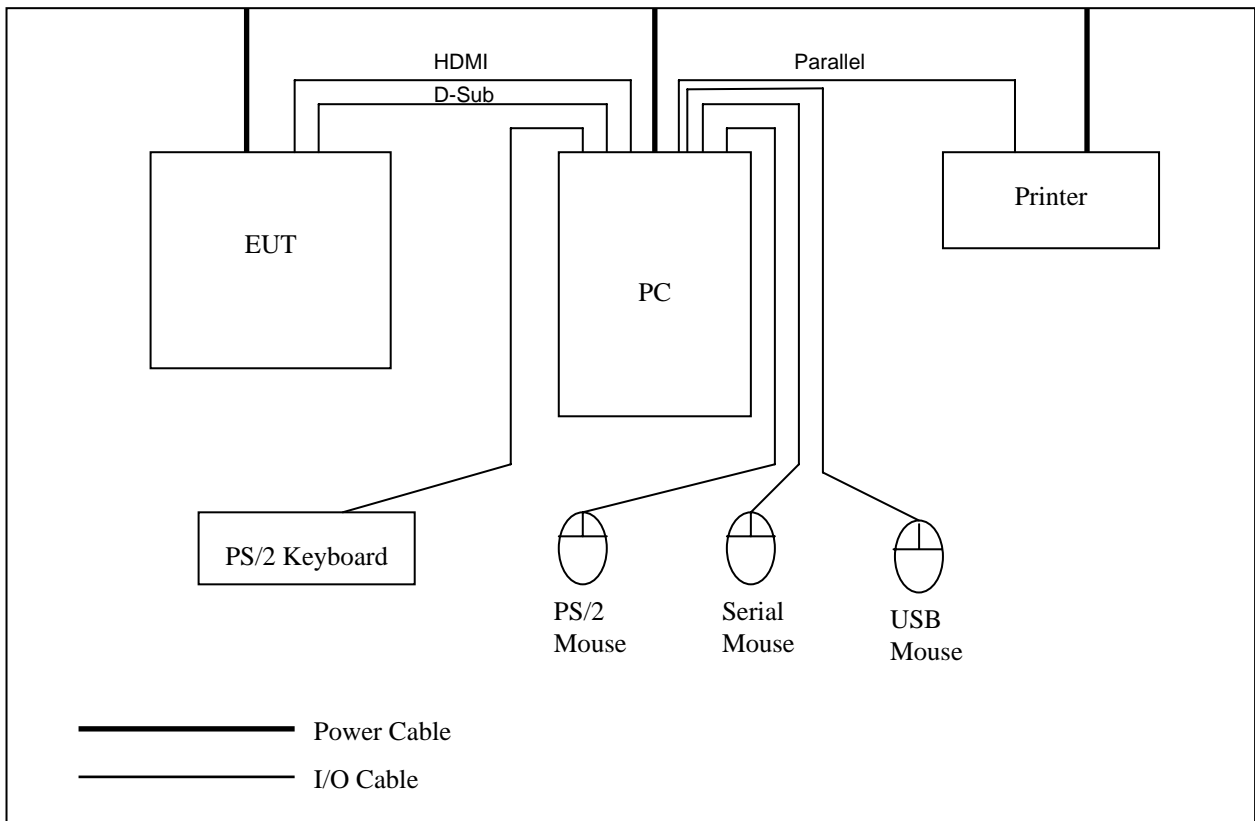 HDMI
Parallel
D-Sub
EUT
PC
Printer
PS/2 Keyboard
PS/2
Mouse
Serial
Mouse
USB
Mouse
Power Cable
I/O Cable